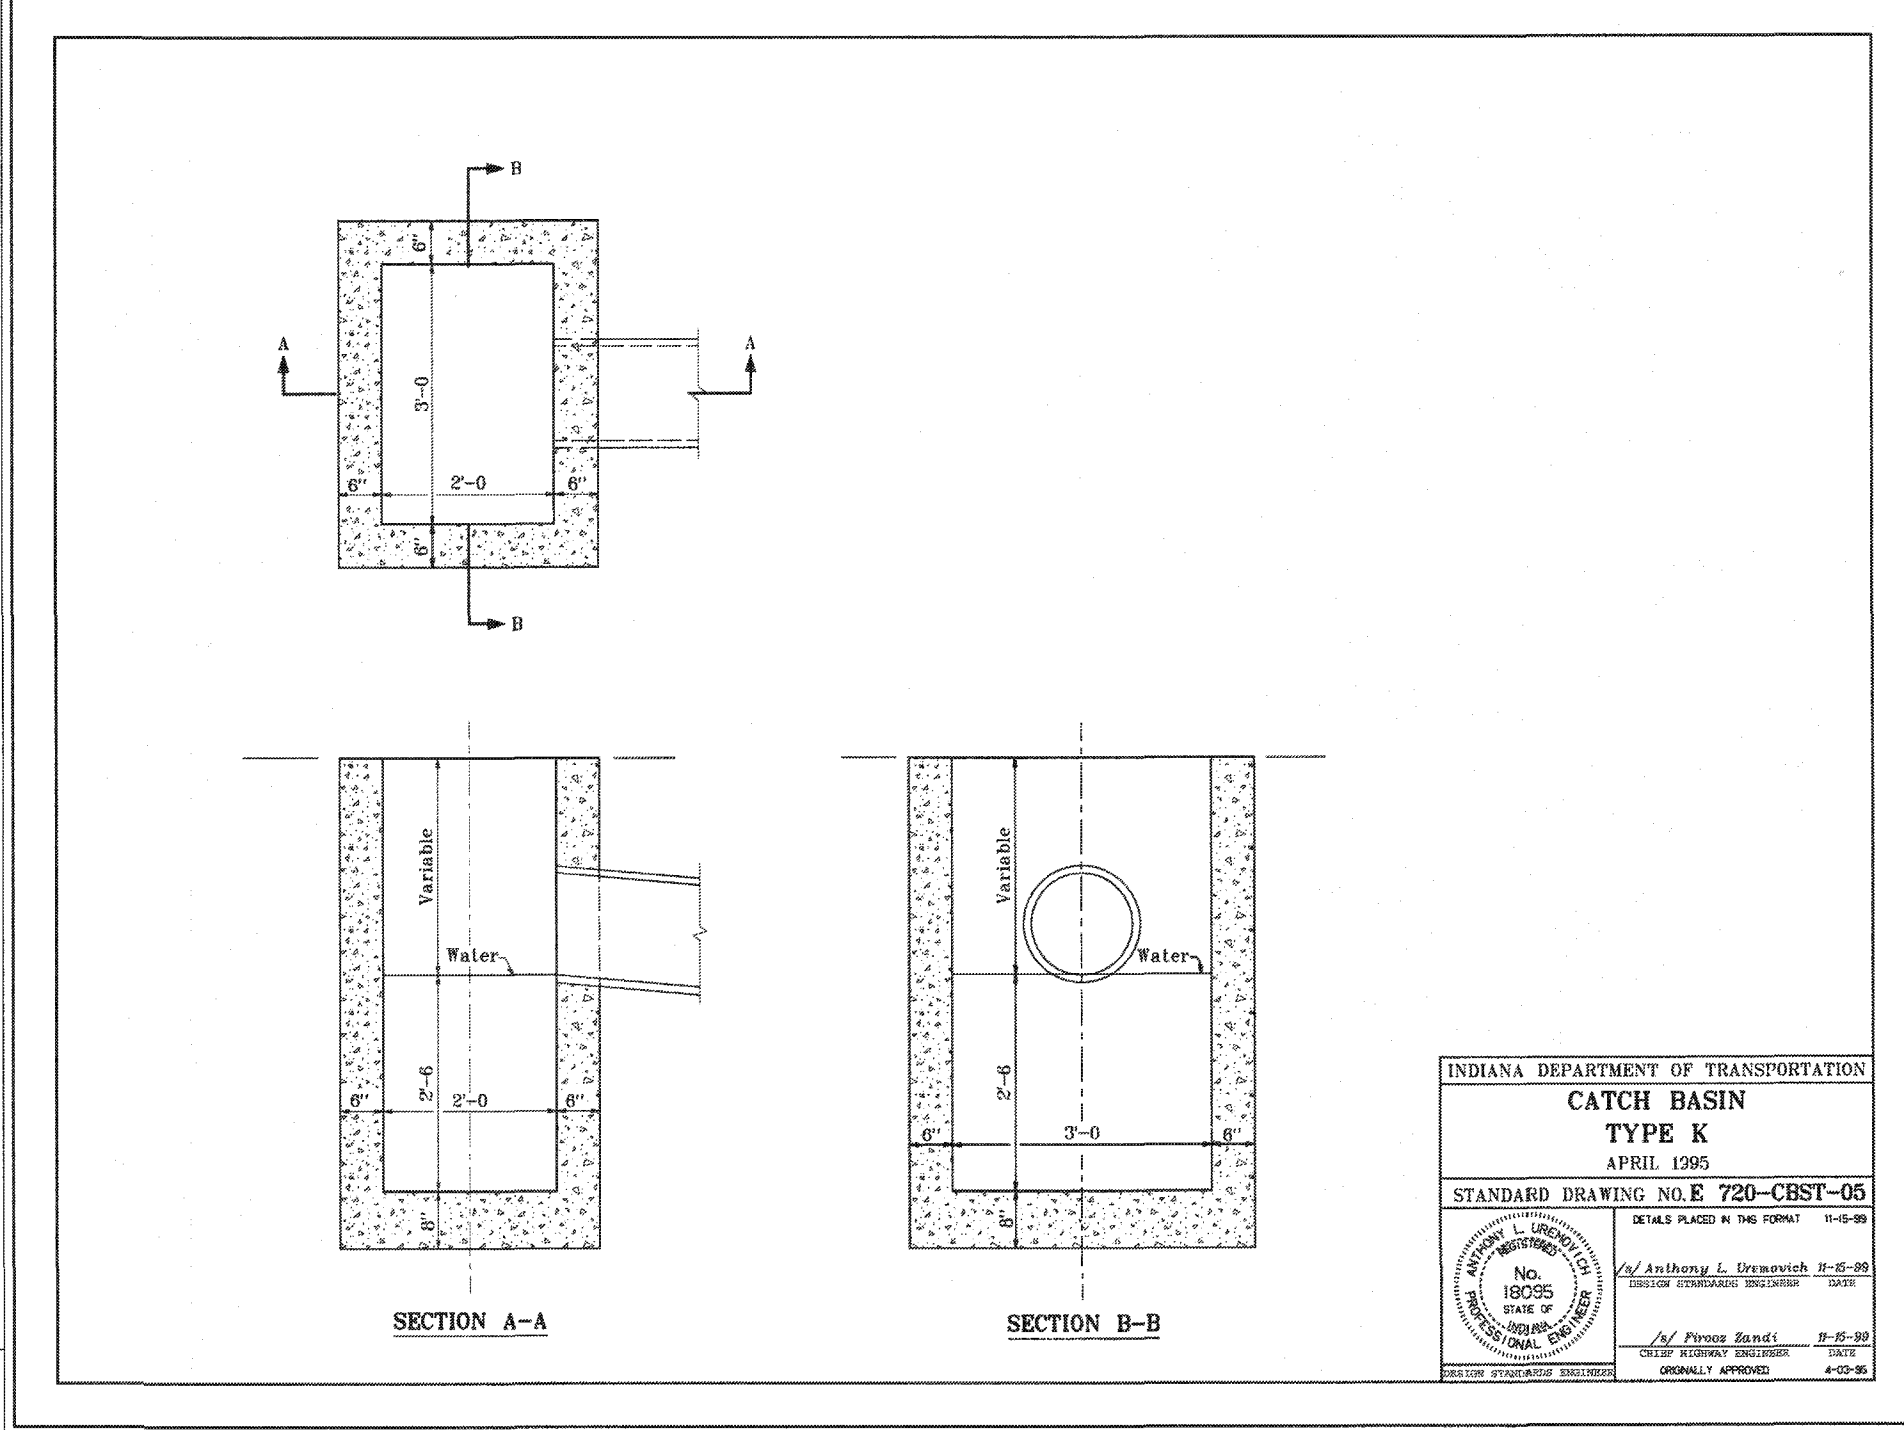 B
6"
A
A
3'-0
6"
2'-0
6"
6"
B
Variable
Water
2'-6
6"
2'-0
6"
8"
SECTION A-A
Variable
Water
2'-6
6"
3'-0
6"
8"
SECTION B-B
INDIANA DEPARTMENT OF TRANSPORTATION
CATCH BASIN
TYPE K
APRIL 1995
STANDARD DRAWING NO. E 720-CBST-05
ANTHONY L. UREMOVICH
REGISTERED
No.
18095
STATE OF
INDIANA
PROFESSIONAL ENGINEER
DESIGN STANDARDS ENGINEER
DETAILS PLACED IN THIS FORMAT 11-15-99
/s/ Anthony L. Uremovich 11-15-99
DESIGN STANDARDS ENGINEER DATE
/s/ Firooz Zandi 11-15-99
CHIEF HIGHWAY ENGINEER DATE
ORIGINALLY APPROVED 4-03-95